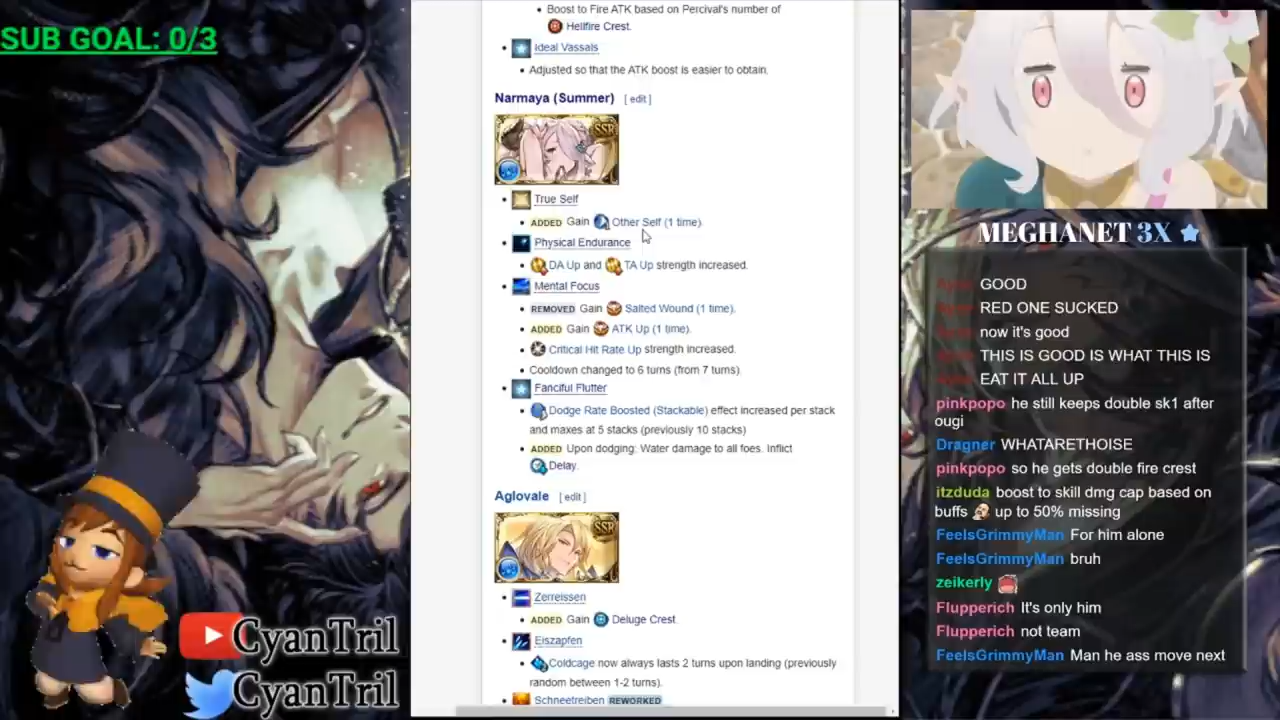 SUB GOAL: 0/3
Boost to Fire ATK based on Percival's number of
Hellfire Crest.
Ideal Vassals
Adjusted so that the ATK boost is easier to obtain.
Narmaya (Summer) [ edit ]
SSR
True Self
ADDED Gain Other Self (1 time).
Physical Endurance
DA Up and TA Up strength increased.
Mental Focus
REMOVED Gain Salted Wound (1 time).
ADDED Gain ATK Up (1 time).
Critical Hit Rate Up strength increased.
Cooldown changed to 6 turns (from 7 turns).
Fanciful Flutter
Dodge Rate Boosted (Stackable) effect increased per stack
and maxes at 5 stacks (previously 10 stacks)
ADDED Upon dodging: Water damage to all foes. Inflict
Delay.
Aglovale [ edit ]
SSR
Zerreissen
ADDED Gain Deluge Crest.
Eiszapfen
Coldcage now always lasts 2 turns upon landing (previously
random between 1-2 turns).
Schneetreiben REWORKED
CyanTril
CyanTril
MEGHANET 3X
GOOD
RED ONE SUCKED
now it's good
THIS IS GOOD IS WHAT THIS IS
EAT IT ALL UP
pinkpopo he still keeps double sk1 after
ougi
Dragner WHATARETHOISE
pinkpopo so he gets double fire crest
itzduda boost to skill dmg cap based on
buffs up to 50% missing
FeelsGrimmyMan For him alone
FeelsGrimmyMan bruh
zeikerly
Flupperich It's only him
Flupperich not team
FeelsGrimmyMan Man he ass move next